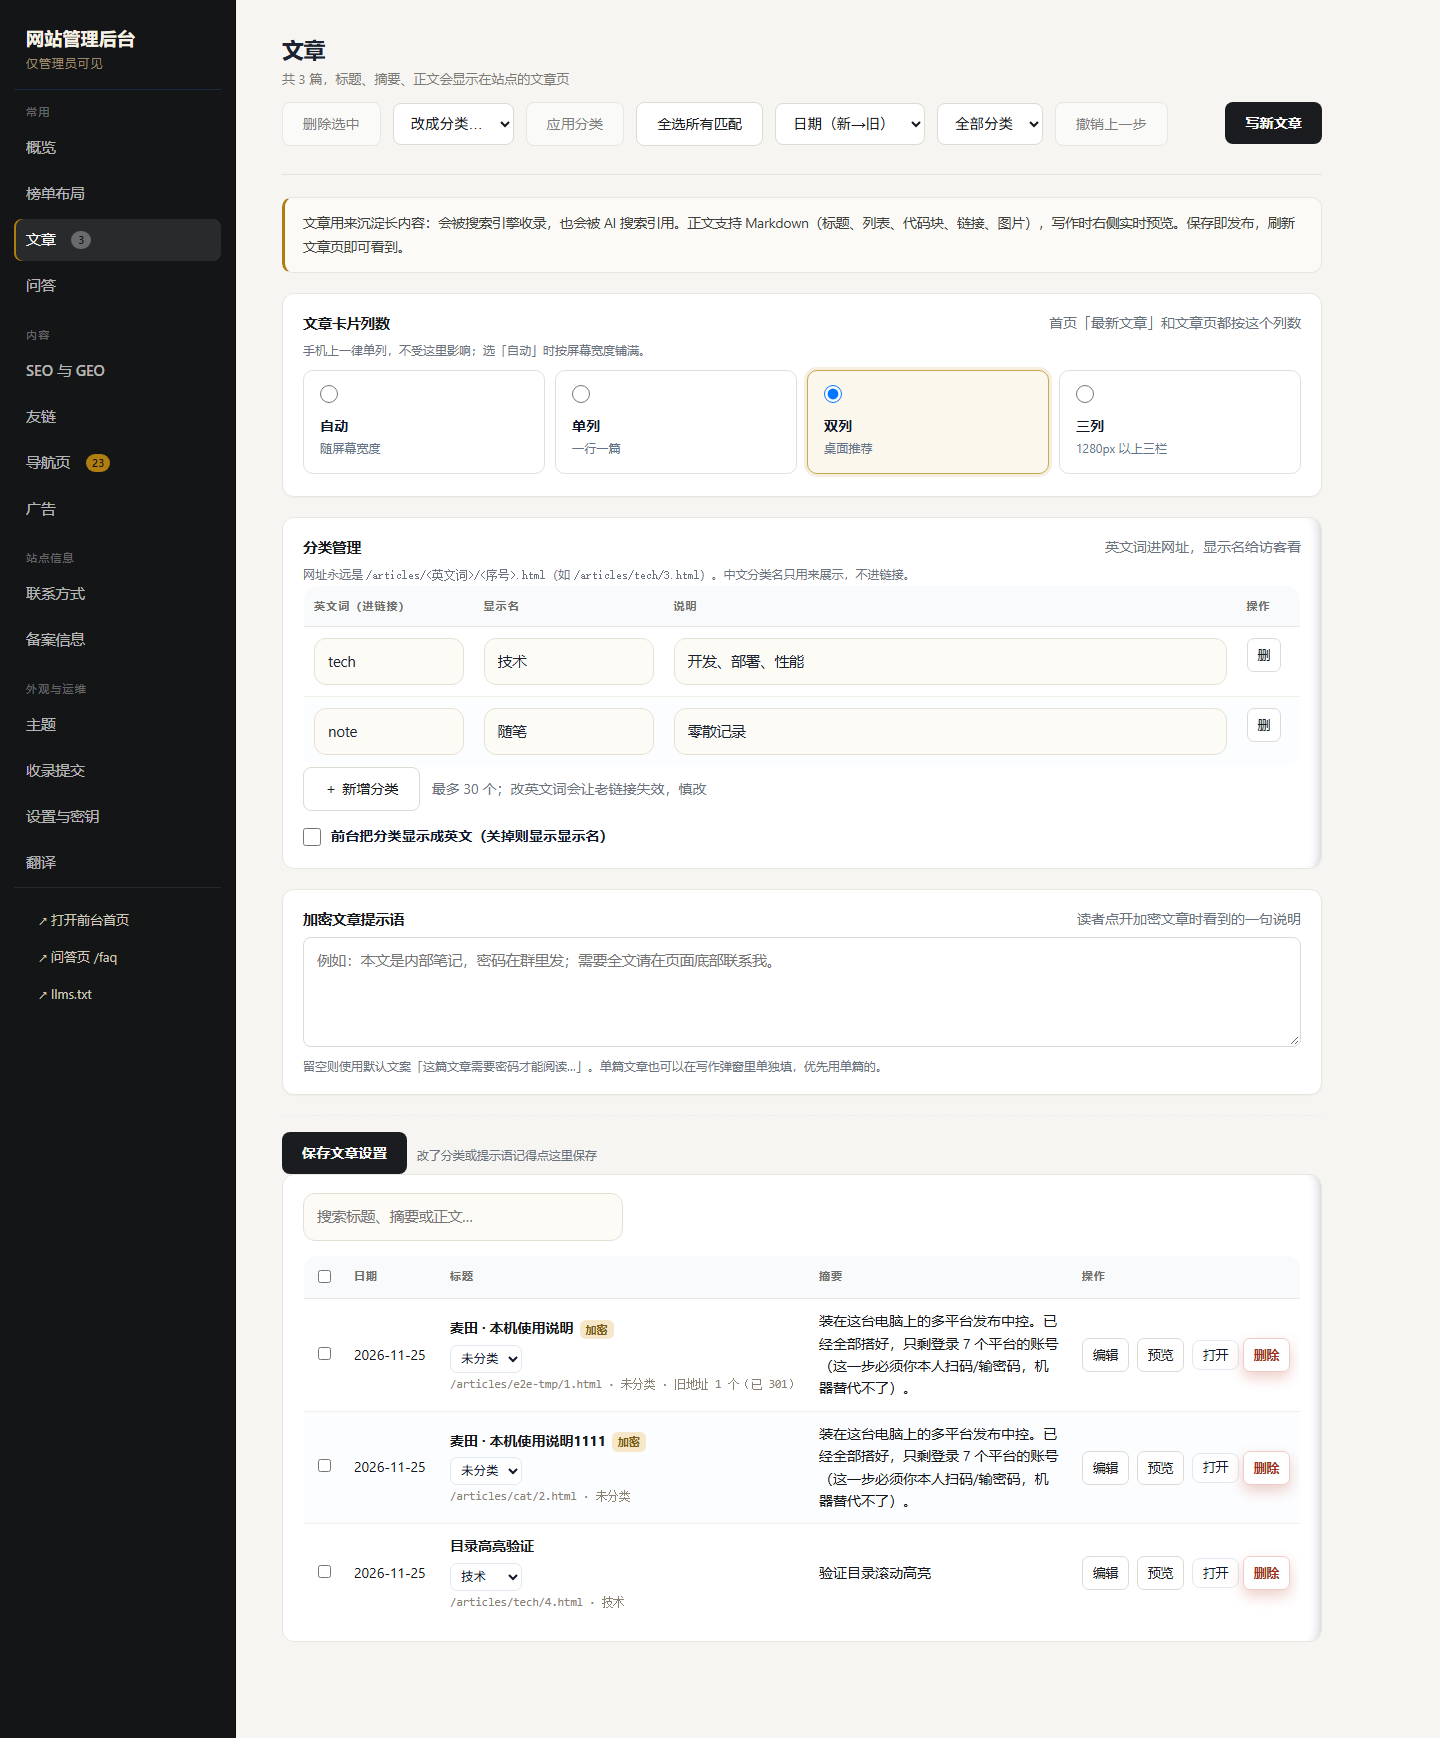 网站管理后台
仅管理员可见
常用
概览
榜单布局
文章 3
问答
内容
SEO 与 GEO
友链
导航页 23
广告
站点信息
联系方式
备案信息
外观与运维
主题
收录提交
设置与密钥
翻译
↗ 打开前台首页
↗ 问答页 /faq
↗ llms.txt
文章
共 3 篇，标题、摘要、正文会显示在站点的文章页
删除选中 改成分类... 应用分类 全选所有匹配 日期（新→旧） 全部分类 撤销上一步 写新文章
文章用来沉淀长内容：会被搜索引擎收录，也会被 AI 搜索引用。正文支持 Markdown（标题、列表、代码块、链接、图片），写作时右侧实时预览。保存即发布，刷新
文章页即可看到。
文章卡片列数 首页「最新文章」和文章页都按这个列数
手机上一律单列，不受这里影响；选「自动」时按屏幕宽度铺满。
自动 单列 双列 三列
随屏幕宽度 一行一篇 桌面推荐 1280px 以上三栏
分类管理 英文词进网址，显示名给访客看
网址永远是 /articles/<英文词>/<序号>.html（如 /articles/tech/3.html）。中文分类名只用来展示，不进链接。
英文词（进链接） 显示名 说明 操作
tech 技术 开发、部署、性能 删
note 随笔 零散记录 删
+ 新增分类 最多 30 个；改英文词会让老链接失效，慎改
前台把分类显示成英文（关掉则显示显示名）
加密文章提示语 读者点开加密文章时看到的一句说明
例如：本文是内部笔记，密码在群里发；需要全文请在页面底部联系我。
留空则使用默认文案「这篇文章需要密码才能阅读...」。单篇文章也可以在写作弹窗里单独填，优先用单篇的。
保存文章设置 改了分类或提示语记得点这里保存
搜索标题、摘要或正文...
日期 标题 摘要 操作
2026-11-25
麦田 · 本机使用说明 加密
未分类
/articles/e2e-tmp/1.html · 未分类 · 旧地址 1 个（已 301）
装在这台电脑上的多平台发布中控。已
经全部搭好，只剩登录 7 个平台的账号
（这一步必须你本人扫码/输密码，机
器替代不了）。
编辑 预览 打开 删除
2026-11-25
麦田 · 本机使用说明1111 加密
未分类
/articles/cat/2.html · 未分类
装在这台电脑上的多平台发布中控。已
经全部搭好，只剩登录 7 个平台的账号
（这一步必须你本人扫码/输密码，机
器替代不了）。
编辑 预览 打开 删除
2026-11-25
目录高亮验证
技术
/articles/tech/4.html · 技术
验证目录滚动高亮
编辑 预览 打开 删除